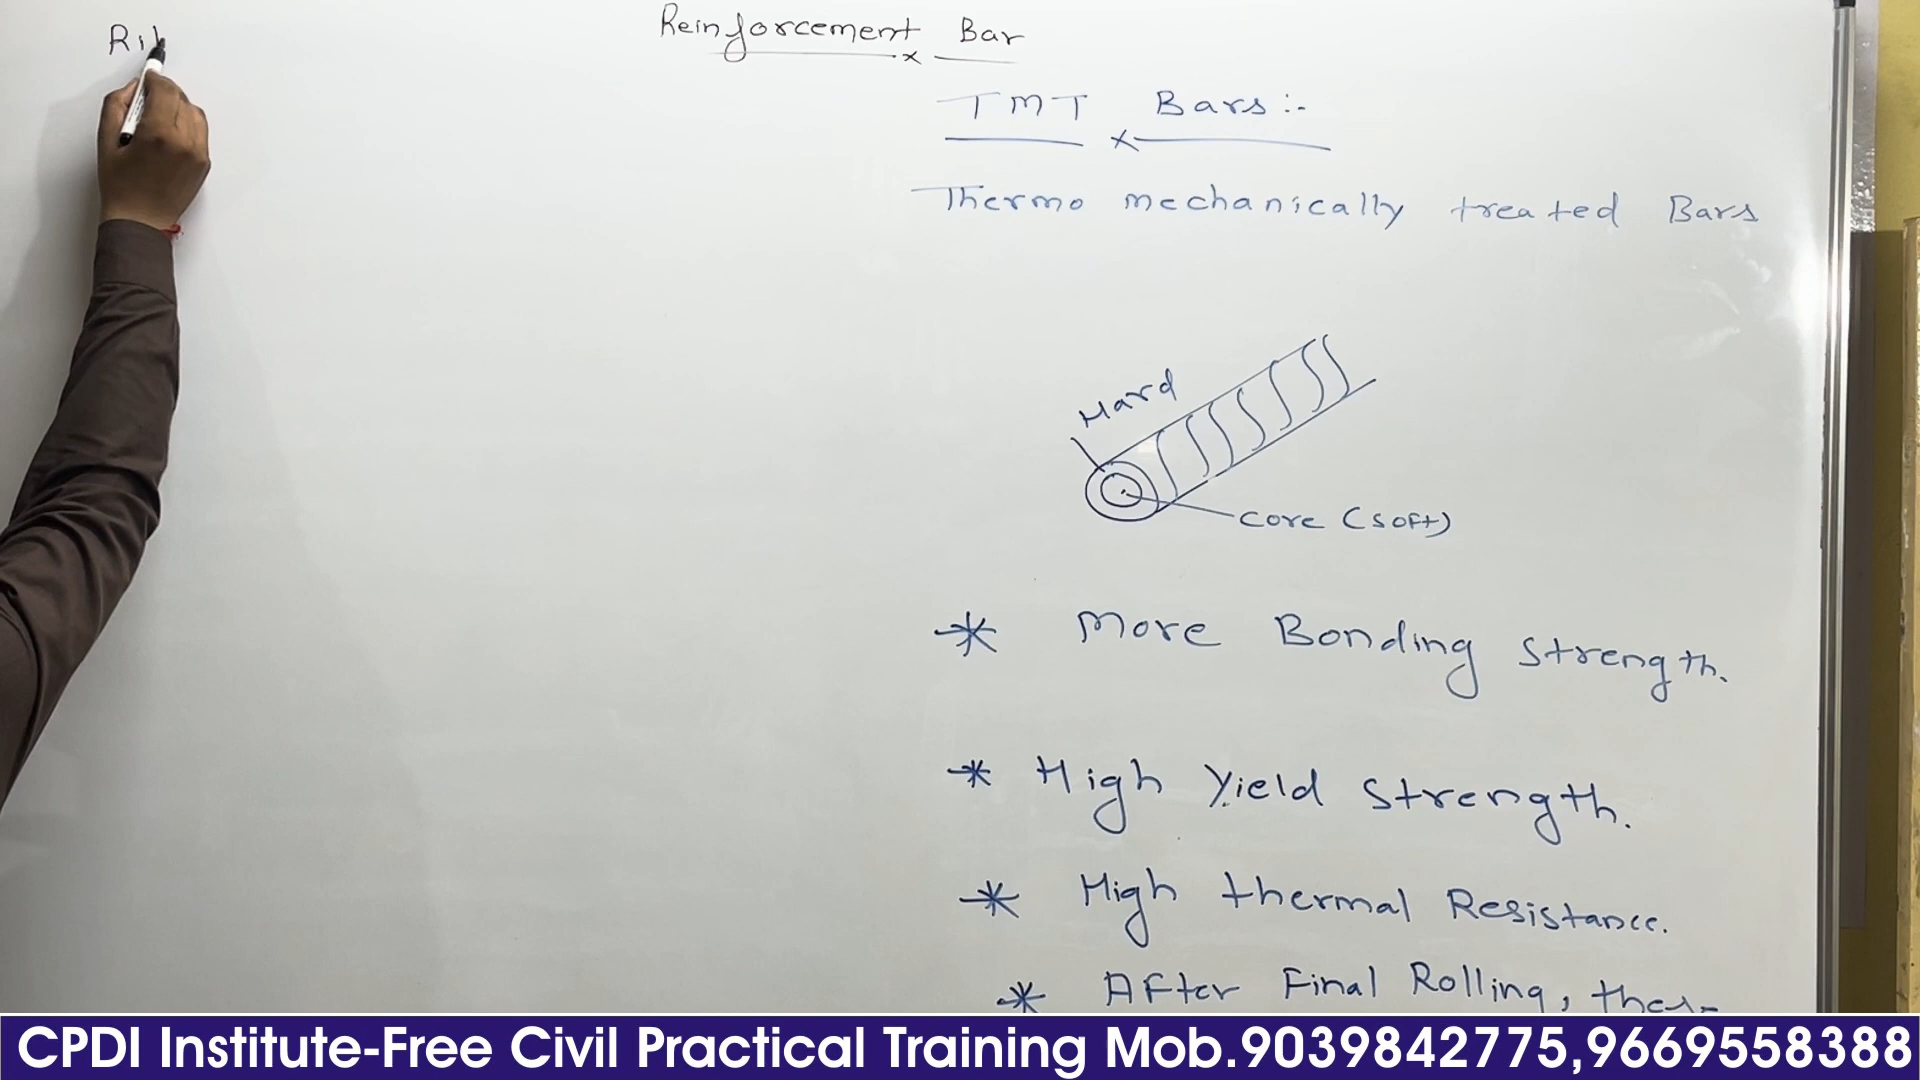 Reinforcement Bar
Ri
TMT Bars :-
Thermo mechanically treated Bars
Hard
core (soft)
* More Bonding Strength.
* High Yield Strength.
* High thermal Resistance.
* After Final Rolling,
CPDI Institute-Free Civil Practical Training Mob.9039842775,9669558388